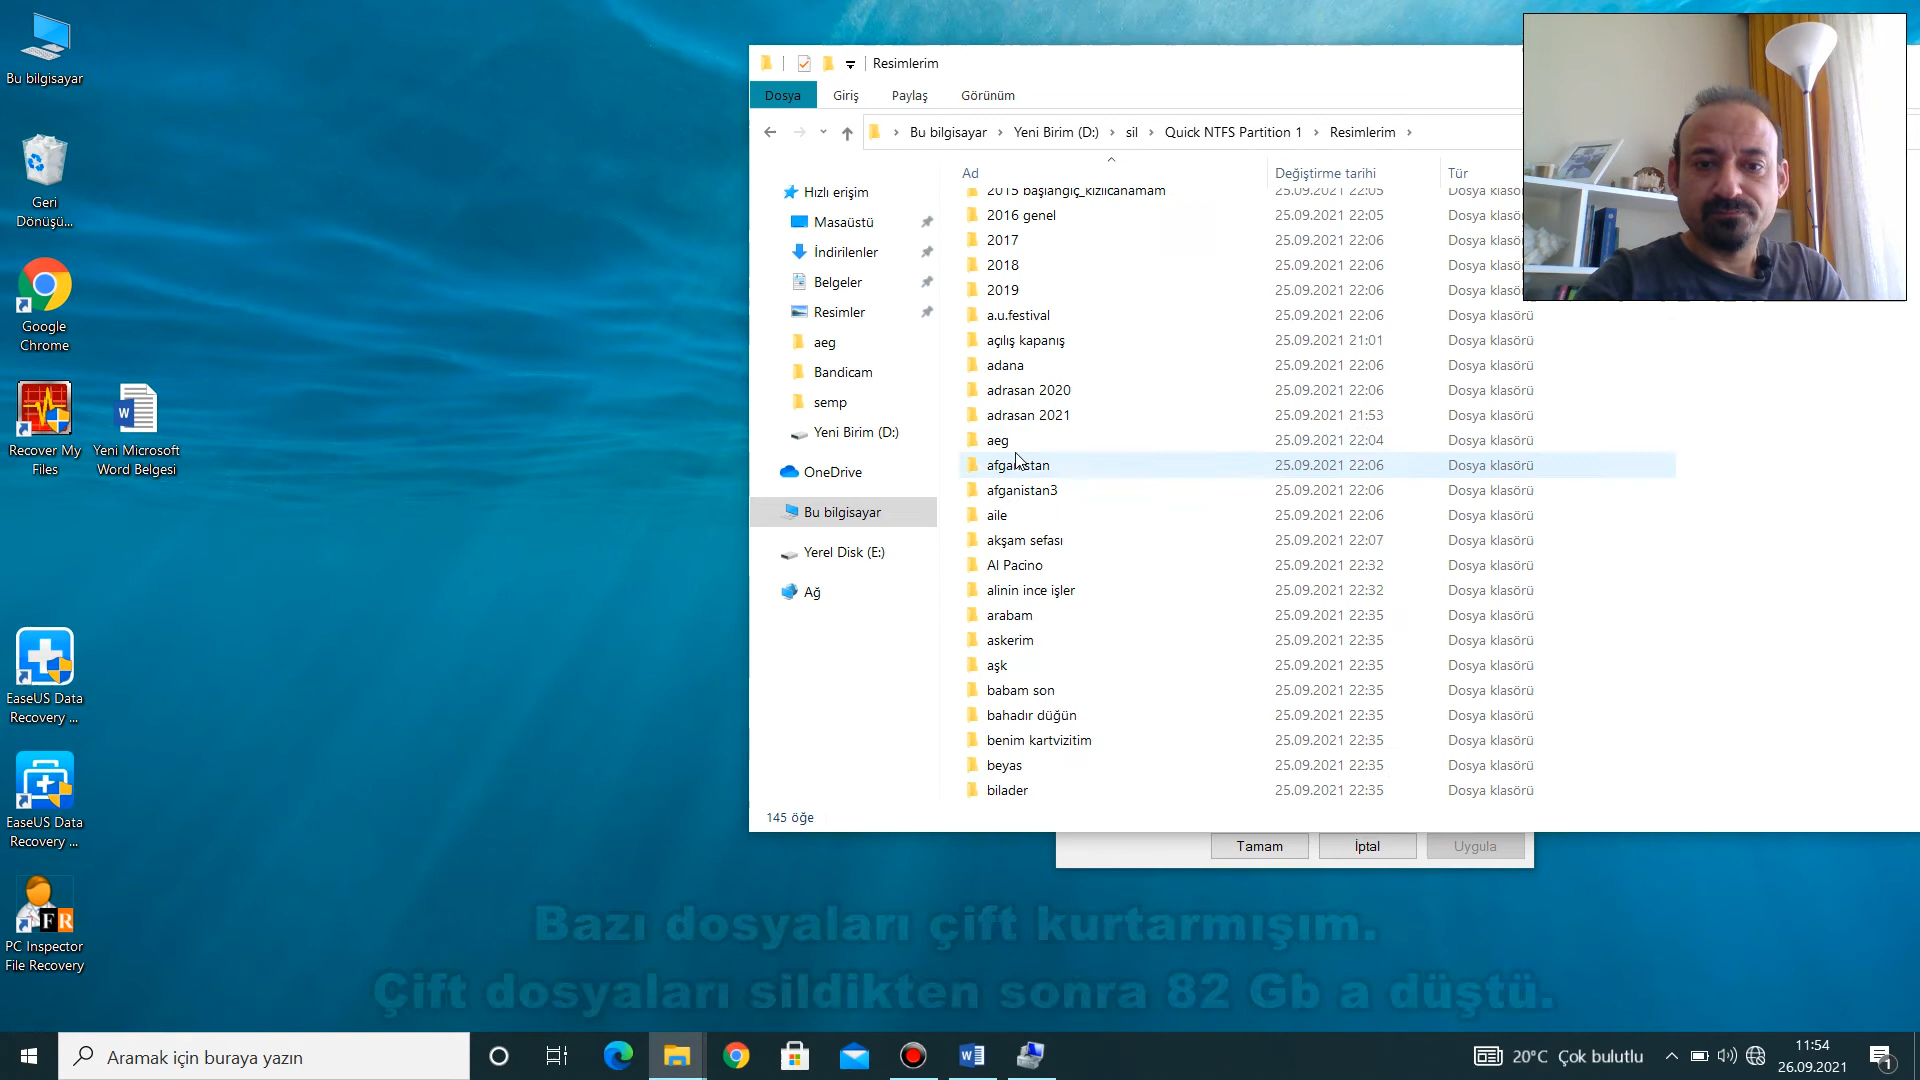 Bu bilgisayar
Geri
Dönüşü...
Google
Chrome
Recover My
Files
Yeni Microsoft
Word Belgesi
EaseUS Data
Recovery ...
EaseUS Data
Recovery ...
PC Inspector
File Recovery
Resimlerim
Dosya Giriş Paylaş Görünüm
Bu bilgisayar Yeni Birim (D:) sil Quick NTFS Partition 1 Resimlerim
Hızlı erişim
Masaüstü
İndirilenler
Belgeler
Resimler
aeg
Bandicam
semp
Yeni Birim (D:)
OneDrive
Bu bilgisayar
Yerel Disk (E:)
Ağ
Ad Değiştirme tarihi Tür
2015 başlangıç_kızılcahamam 25.09.2021 22:05 Dosya klasörü
2016 genel 25.09.2021 22:05 Dosya klasörü
2017 25.09.2021 22:06 Dosya klasörü
2018 25.09.2021 22:06 Dosya klasörü
2019 25.09.2021 22:06 Dosya klasörü
a.u.festival 25.09.2021 22:06 Dosya klasörü
açılış kapanış 25.09.2021 21:01 Dosya klasörü
adana 25.09.2021 22:06 Dosya klasörü
adrasan 2020 25.09.2021 22:06 Dosya klasörü
adrasan 2021 25.09.2021 21:53 Dosya klasörü
aeg 25.09.2021 22:04 Dosya klasörü
afganistan 25.09.2021 22:06 Dosya klasörü
afganistan3 25.09.2021 22:06 Dosya klasörü
aile 25.09.2021 22:06 Dosya klasörü
akşam sefası 25.09.2021 22:07 Dosya klasörü
Al Pacino 25.09.2021 22:32 Dosya klasörü
alinin ince işler 25.09.2021 22:32 Dosya klasörü
arabam 25.09.2021 22:35 Dosya klasörü
askerim 25.09.2021 22:35 Dosya klasörü
aşk 25.09.2021 22:35 Dosya klasörü
babam son 25.09.2021 22:35 Dosya klasörü
bahadır düğün 25.09.2021 22:35 Dosya klasörü
benim kartvizitim 25.09.2021 22:35 Dosya klasörü
beyas 25.09.2021 22:35 Dosya klasörü
bilader 25.09.2021 22:35 Dosya klasörü
145 öğe
Tamam İptal Uygula
Bazı dosyaları çift kurtarmışım.
Çift dosyaları sildikten sonra 82 Gb a düştü.
Aramak için buraya yazın
20°C Çok bulutlu
11:54
26.09.2021
1